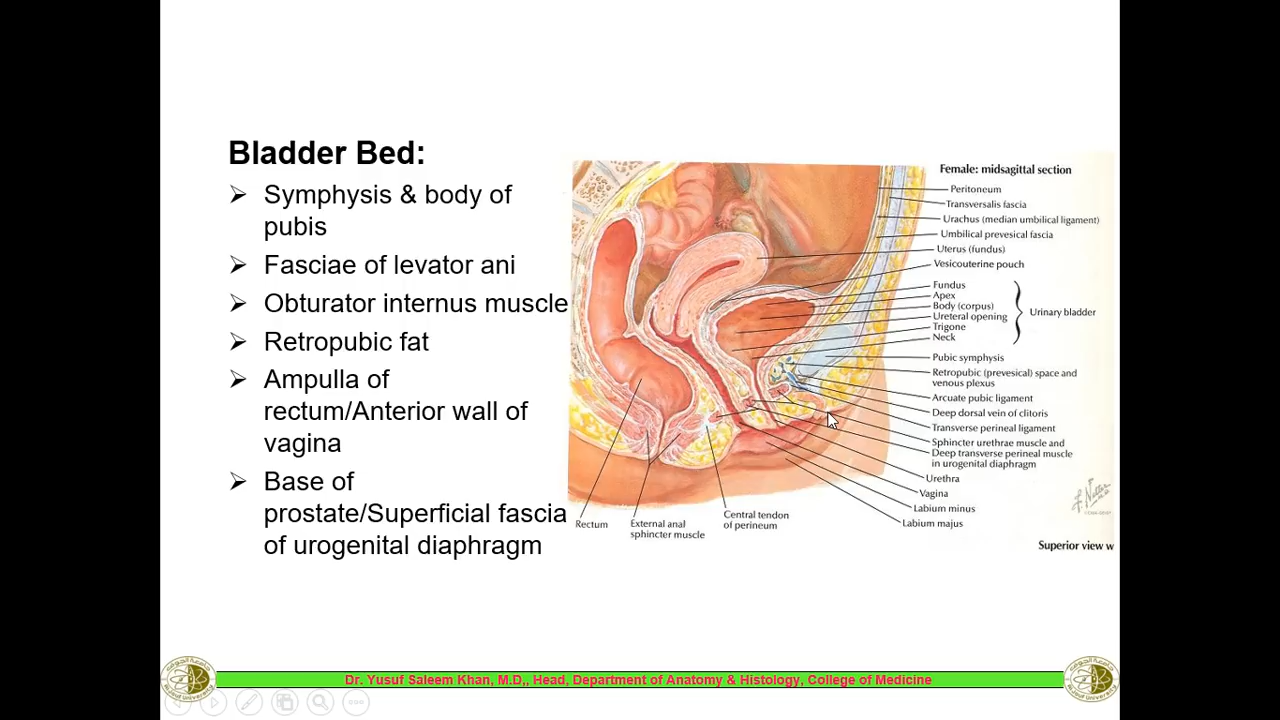 Bladder Bed:
Symphysis & body of
pubis
Fasciae of levator ani
Obturator internus muscle
Retropubic fat
Ampulla of
rectum/Anterior wall of
vagina
Base of
prostate/Superficial fascia
of urogenital diaphragm
Female: midsagittal section
Peritoneum
Transversalis fascia
Urachus (median umbilical ligament)
Umbilical prevesical fascia
Uterus (fundus)
Vesicouterine pouch
Fundus
Apex
Body (corpus)
Ureteral opening
Trigone
Neck
Urinary bladder
Pubic symphysis
Retropubic (prevesical) space and
venous plexus
Arcuate pubic ligament
Deep dorsal vein of clitoris
Transverse perineal ligament
Sphincter urethrae muscle and
Deep transverse perineal muscle
in urogenital diaphragm
Urethra
Vagina
Labium minus
Labium majus
Rectum
External anal
sphincter muscle
Central tendon
of perineum
Superior view w
Dr. Yusuf Saleem Khan, M.D,, Head, Department of Anatomy & Histology, College of Medicine